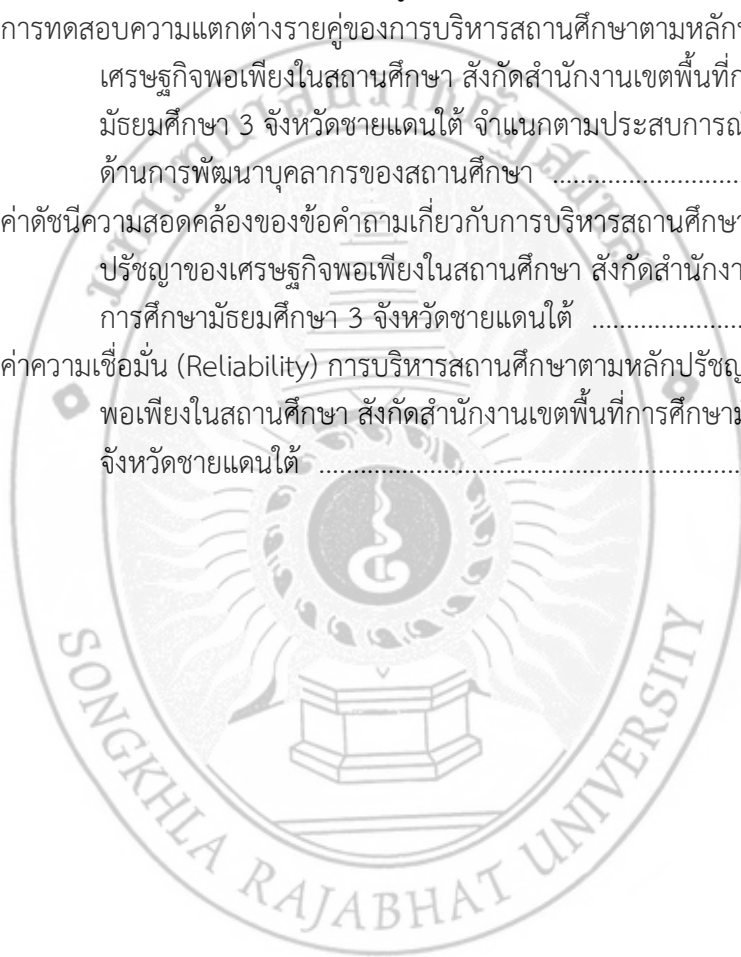 การทดสอบความแตกต่างรายคู่ของการบริหารสถานศึกษาตามหลัก
เศรษฐกิจพอเพียงในสถานศึกษา สังกัดสำนักงานเขตพื้นที่
มัธยมศึกษา 3 จังหวัดชายแดนใต้ จำแนกตามประสบการณ์
ด้านการพัฒนาบุคลากรของสถานศึกษา ............................
ค่าดัชนีความสอดคล้องของข้อคำถามเกี่ยวกับการบริหารสถานศึกษา
ปรัชญาของเศรษฐกิจพอเพียงในสถานศึกษา สังกัดสำนักงา
การศึกษามัธยมศึกษา 3 จังหวัดชายแดนใต้ ......................
ค่าความเชื่อมั่น (Reliability) การบริหารสถานศึกษาตามหลักปรัชญ
พอเพียงในสถานศึกษา สังกัดสำนักงานเขตพื้นที่การศึกษาม
จังหวัดชายแดนใต้ ................................................................
มหาวิทยาลัยราชภัฏสงขลา
SONGKHLA RAJABHAT UNIVERSITY